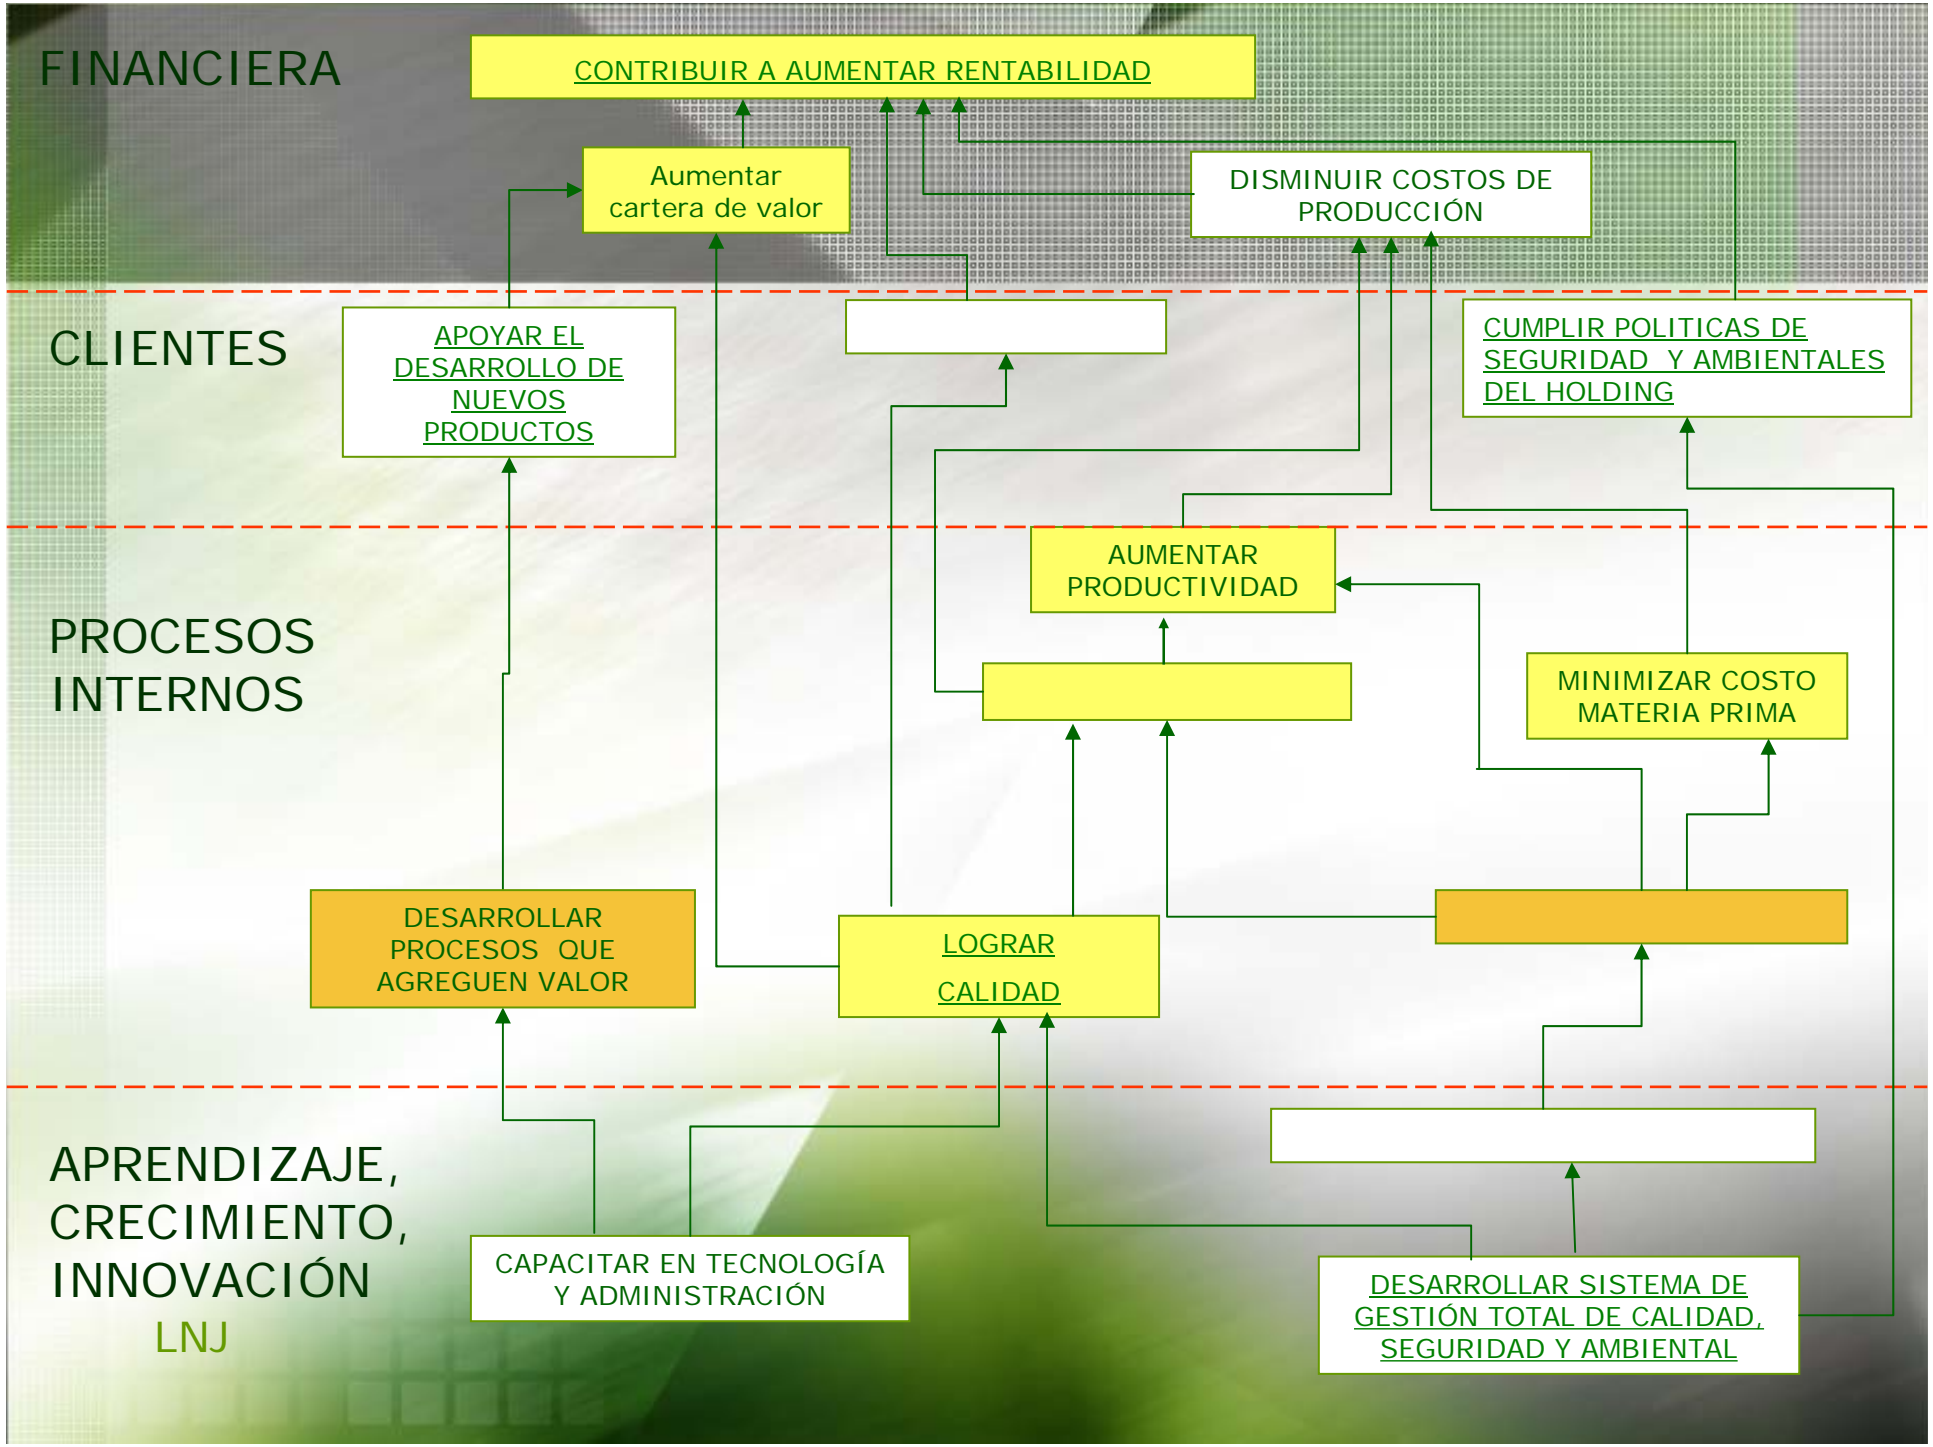 FINANCIERA
CONTRIBUIR A AUMENTAR RENTABILIDAD
Aumentar
cartera de valor
DISMINUIR COSTOS DE
PRODUCCIÓN
CLIENTES
APOYAR EL
DESARROLLO DE
NUEVOS
PRODUCTOS
CUMPLIR POLITICAS DE
SEGURIDAD Y AMBIENTALES
DEL HOLDING
PROCESOS
INTERNOS
AUMENTAR
PRODUCTIVIDAD
MINIMIZAR COSTO
MATERIA PRIMA
DESARROLLAR
PROCESOS QUE
AGREGUEN VALOR
LOGRAR
CALIDAD
APRENDIZAJE,
CRECIMIENTO,
INNOVACIÓN
LNJ
CAPACITAR EN TECNOLOGÍA
Y ADMINISTRACIÓN
DESARROLLAR SISTEMA DE
GESTIÓN TOTAL DE CALIDAD,
SEGURIDAD Y AMBIENTAL